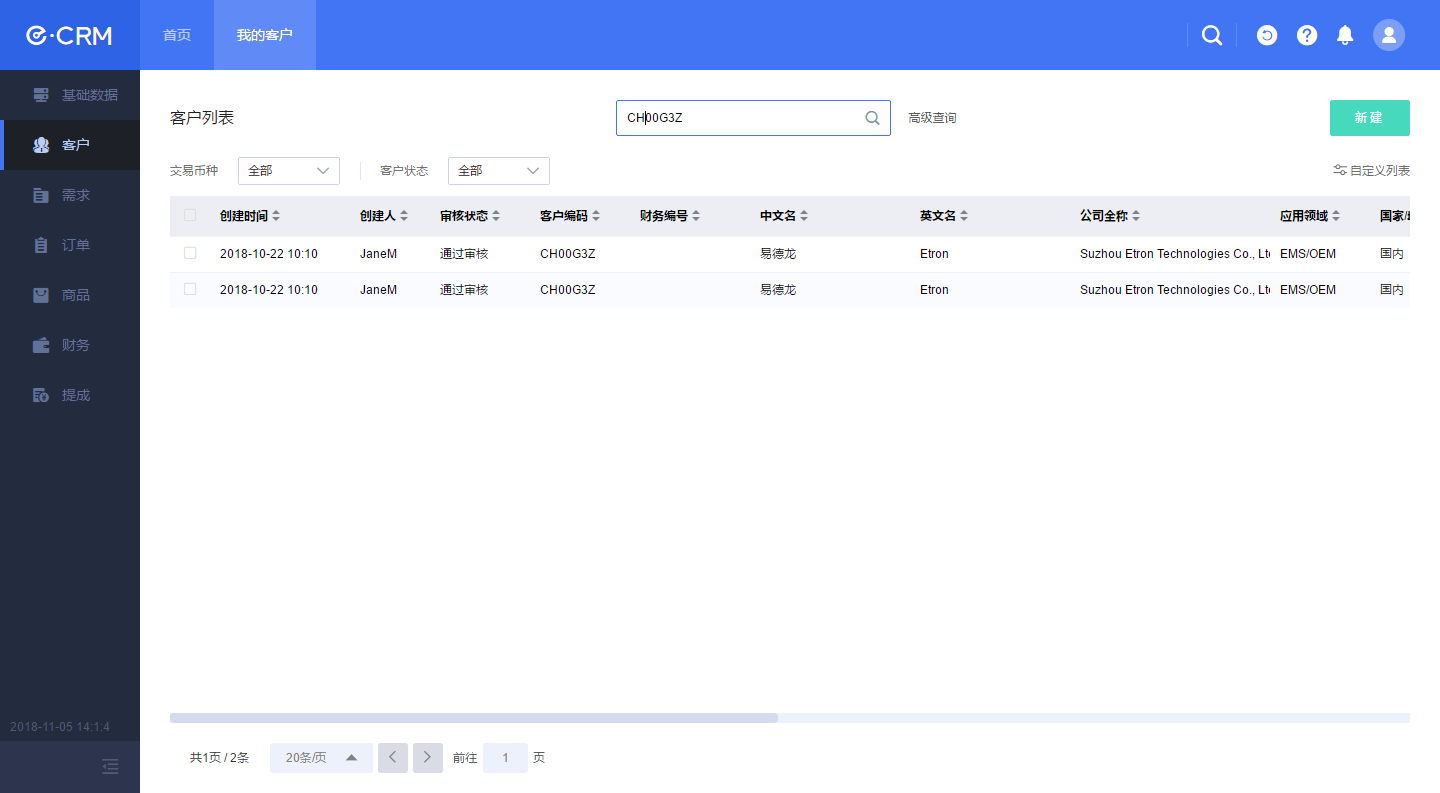 e·CRM
首页
我的客户
基础数据
客户
需求
订单
商品
财务
提成
2018-11-05 14:1:4
客户列表
CH00G3Z
高级查询
新建
交易币种 全部 客户状态 全部 自定义列表
创建时间 创建人 审核状态 客户编码 财务编号 中文名 英文名 公司全称 应用领域 国家/
2018-10-22 10:10 JaneM 通过审核 CH00G3Z 易德龙 Etron Suzhou Etron Technologies Co., Lt EMS/OEM 国内
2018-10-22 10:10 JaneM 通过审核 CH00G3Z 易德龙 Etron Suzhou Etron Technologies Co., Lt EMS/OEM 国内
共1页 / 2条 20条/页 前往 1 页